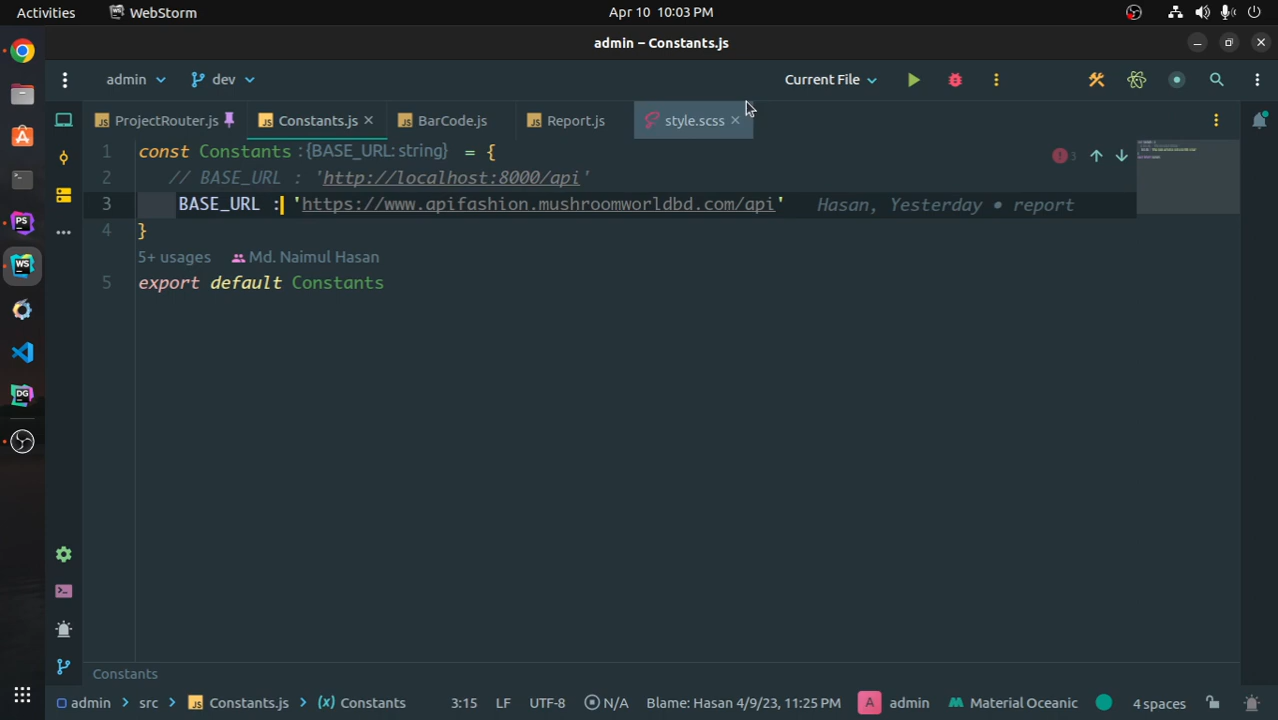 Activities WebStorm Apr 10 10:03 PM
admin – Constants.js
admin dev Current File
ProjectRouter.js Constants.js BarCode.js Report.js style.scss
1 const Constants : {BASE_URL: string} = { 3
2 // BASE_URL : 'http://localhost:8000/api'
3 BASE_URL : 'https://www.apifashion.mushroomworldbd.com/api' Hasan, Yesterday • report
4 }
5+ usages Md. Naimul Hasan
5 export default Constants
PS
WS
DG
Constants
admin > src > Constants.js > (x) Constants 3:15 LF UTF-8 N/A Blame: Hasan 4/9/23, 11:25 PM A admin Material Oceanic 4 spaces